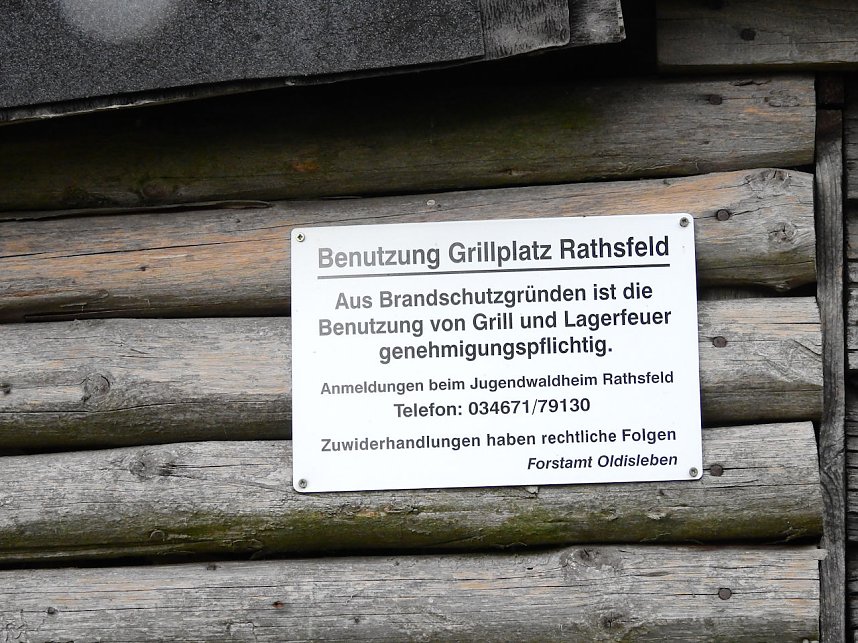 Benutzung Grillplatz Rathsfeld
Aus Brandschutzgründen ist die
Benutzung von Grill und Lagerfeuer
genehmigungspflichtig.
Anmeldungen beim Jugendwaldheim Rathsfeld
Telefon: 034671/79130
Zuwiderhandlungen haben rechtliche Folgen
Forstamt Oldisleben